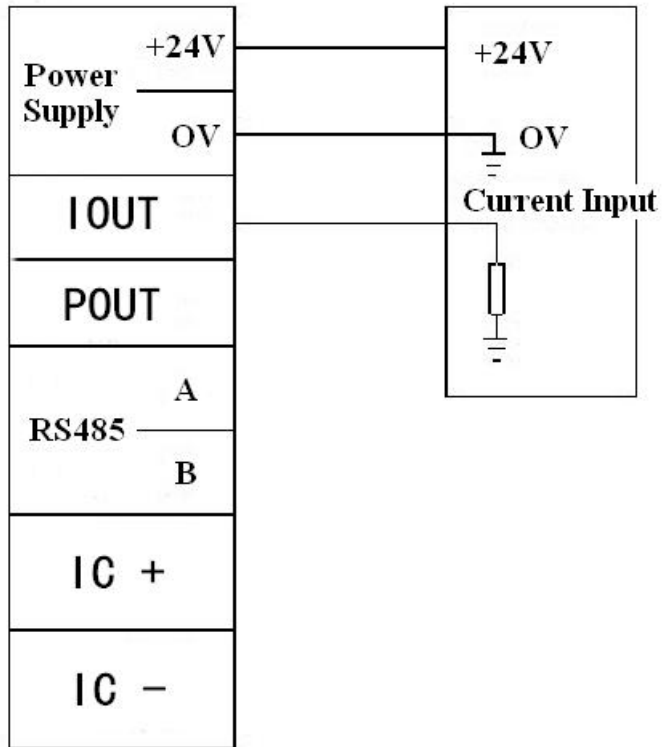 +24V
Power
Supply
OV
IOUT
POUT
A
RS485
B
IC +
IC -
+24V
OV
Current Input